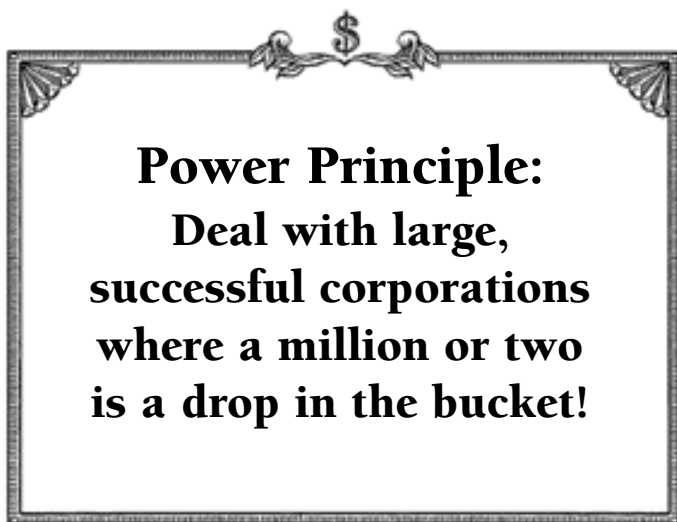 $
Power Principle:
Deal with large,
successful corporations
where a million or two
is a drop in the bucket!